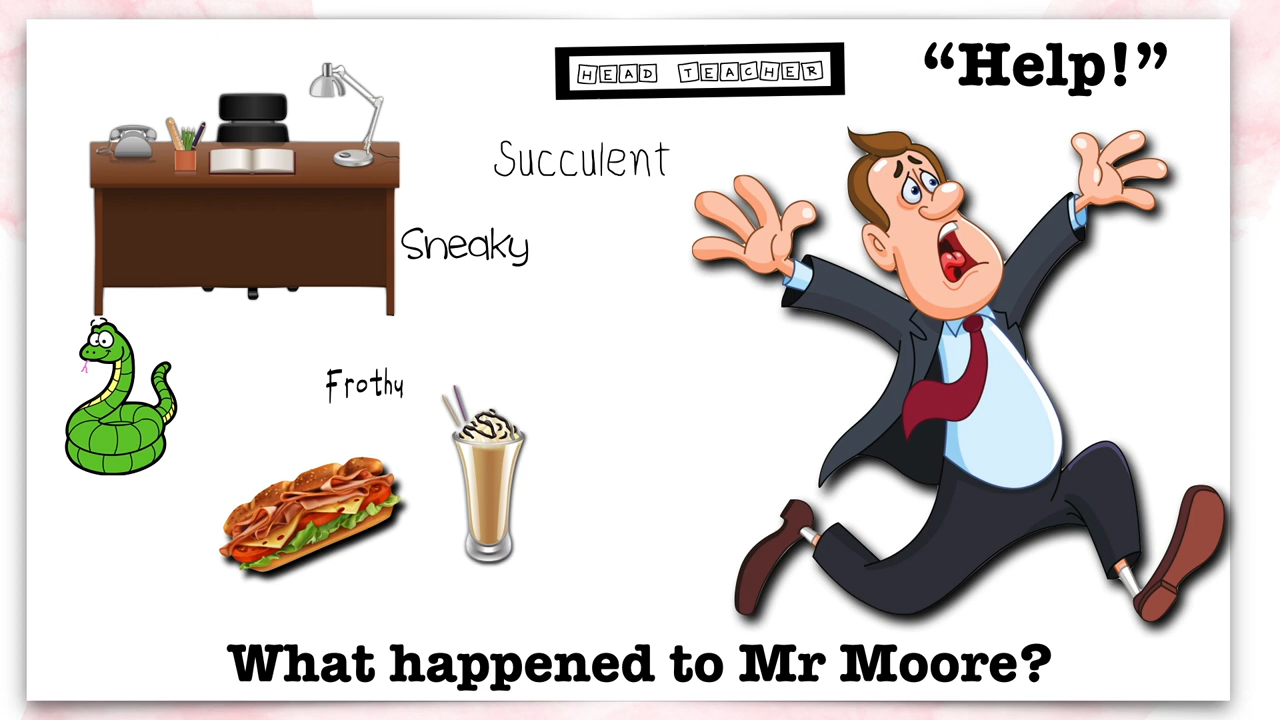 HEAD TEACHER
“Help!”
Succulent
Sneaky
Frothy
What happened to Mr Moore?